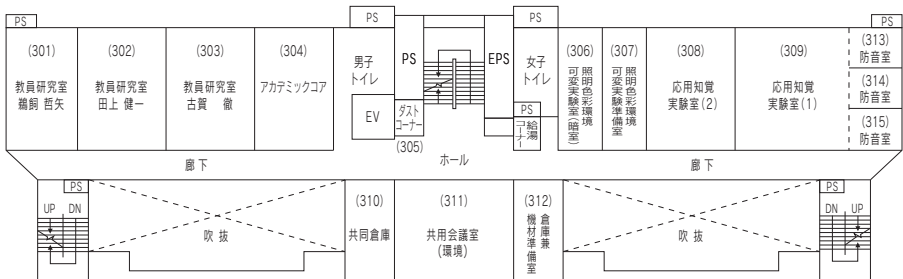 PS
(301)
教員研究室
鵜飼 哲矢
(302)
教員研究室
田上 健一
(303)
教員研究室
古賀 徹
(304)
アカデミックコア
PS
男子
トイレ
EV
PS
ダスト
コーナー
(305)
EPS
PS
女子
トイレ
PS
給湯
コーナー
ホール
(306)
照明色彩環境
可変実験室(暗室)
(307)
照明色彩環境
可変実験準備室
(308)
応用知覚
実験室(2)
(309)
応用知覚
実験室(1)
PS
(313)
防音室
(314)
防音室
(315)
防音室
廊下
廊下
PS
UP DN
吹抜
(310)
共同倉庫
(311)
共用会議室
(環境)
(312)
倉庫兼
機材準備室
吹抜
PS
DN UP